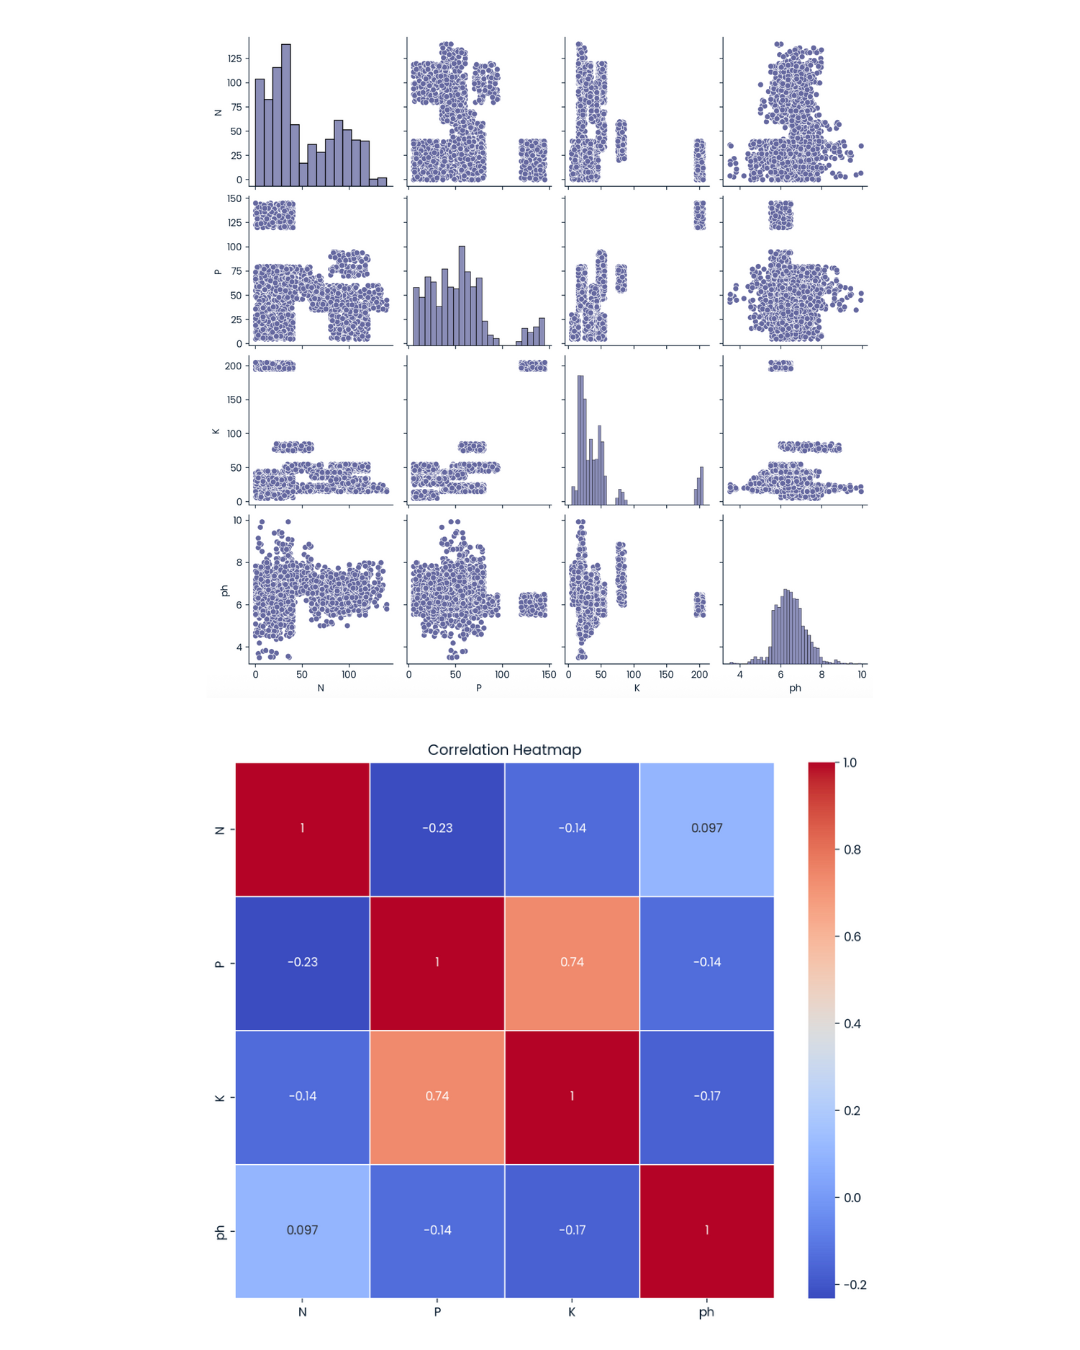 125
100
75
50
25
0
N
150
125
100
75
50
25
0
P
200
150
100
50
0
K
10
8
6
4
ph
0 50 100
0 50 100 150
0 50 100 150 200
4 6 8 10
N P K ph
Correlation Heatmap
N 1 -0.23 -0.14 0.097
P -0.23 1 0.74 -0.14
K -0.14 0.74 1 -0.17
ph 0.097 -0.14 -0.17 1
N P K ph
1.0
0.8
0.6
0.4
0.2
0.0
-0.2